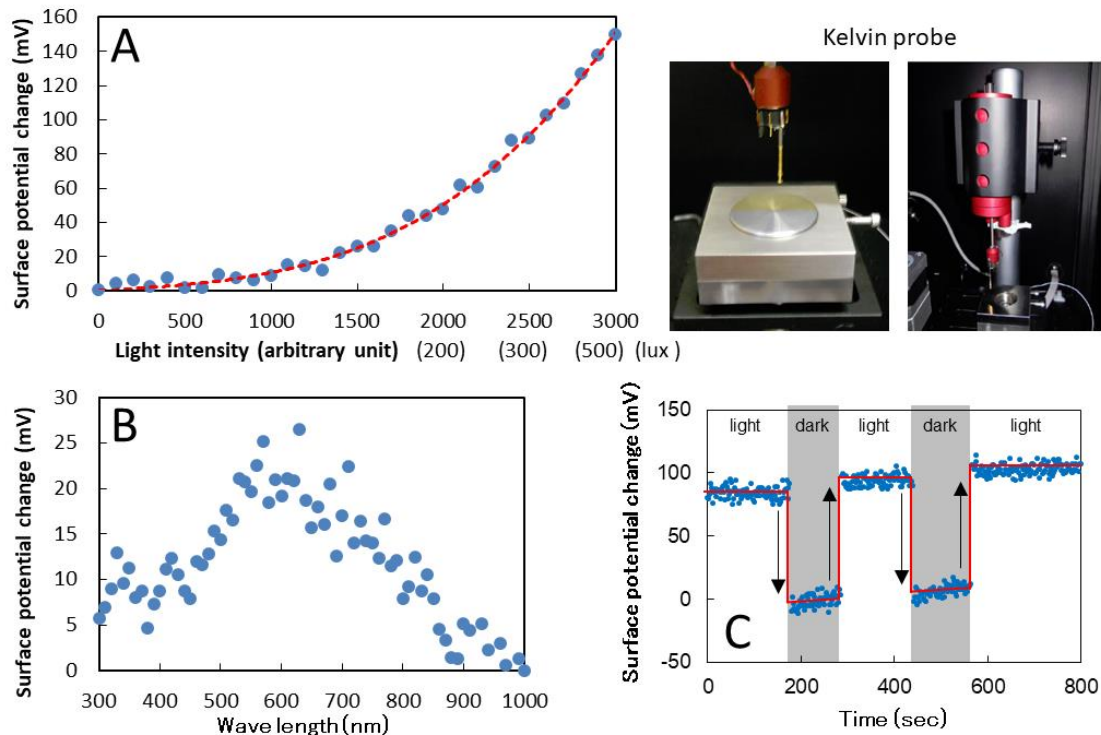 A
Surface potential change (mV)
160
140
120
100
80
60
40
20
0
0 500 1000 1500 2000 2500 3000
Light intensity (arbitrary unit) (200) (300) (500) (lux )
Kelvin probe
B
Surface potential change (mV)
30
25
20
15
10
5
0
300 400 500 600 700 800 900 1000
Wave length (nm)
C
Surface potential change (mV)
150
100
50
0
-50
light dark light dark light
0 200 400 600 800
Time (sec)